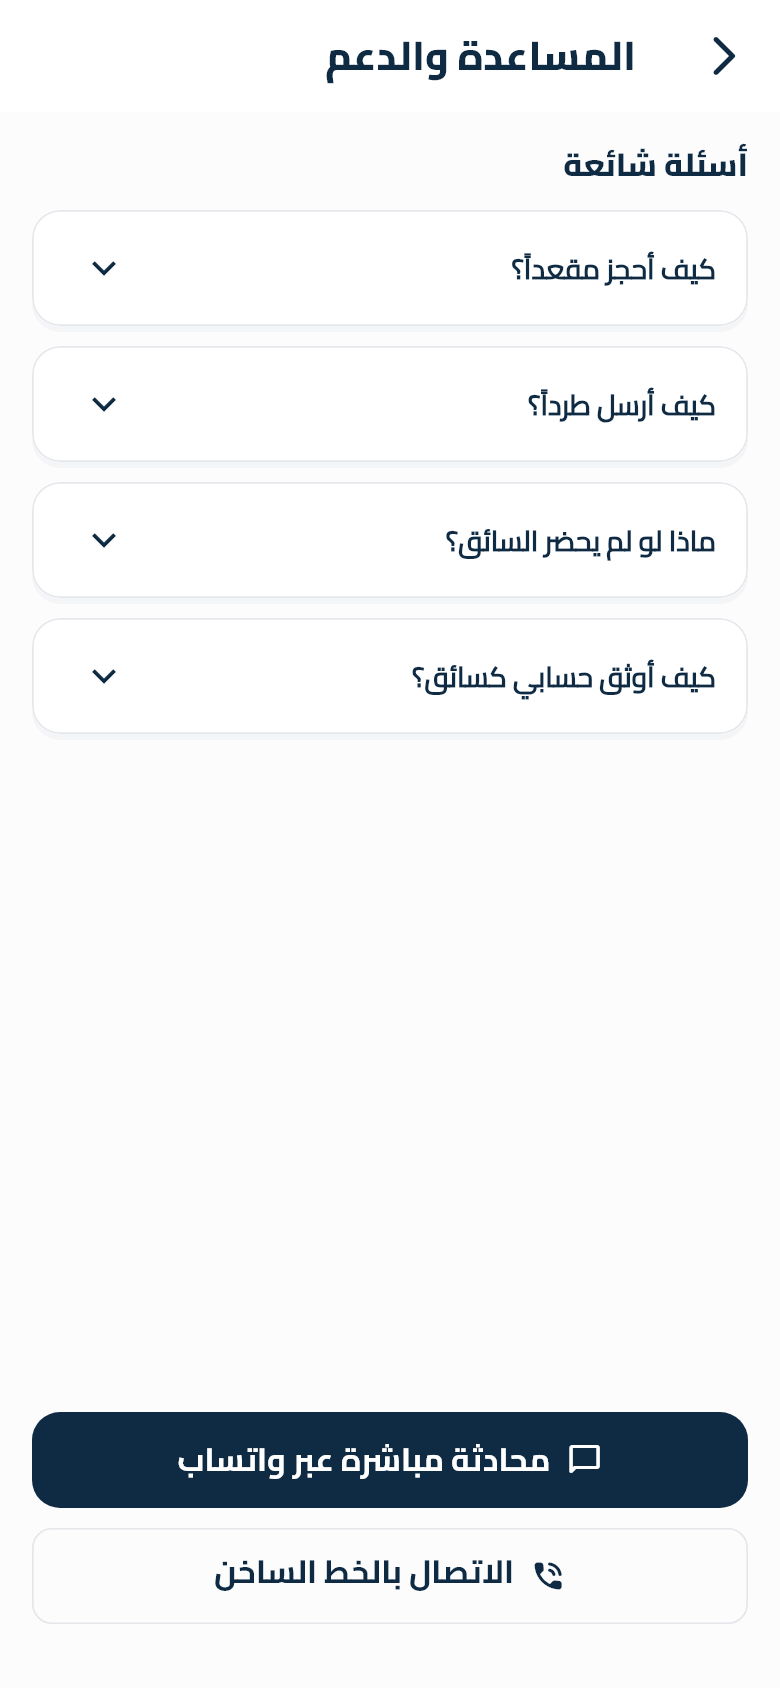 المساعدة والدعم
أسئلة شائعة
كيف أحجز مقعداً؟
كيف أرسل طرداً؟
ماذا لو لم يحضر السائق؟
كيف أوثق حسابي كسائق؟
محادثة مباشرة عبر واتساب
الاتصال بالخط الساخن